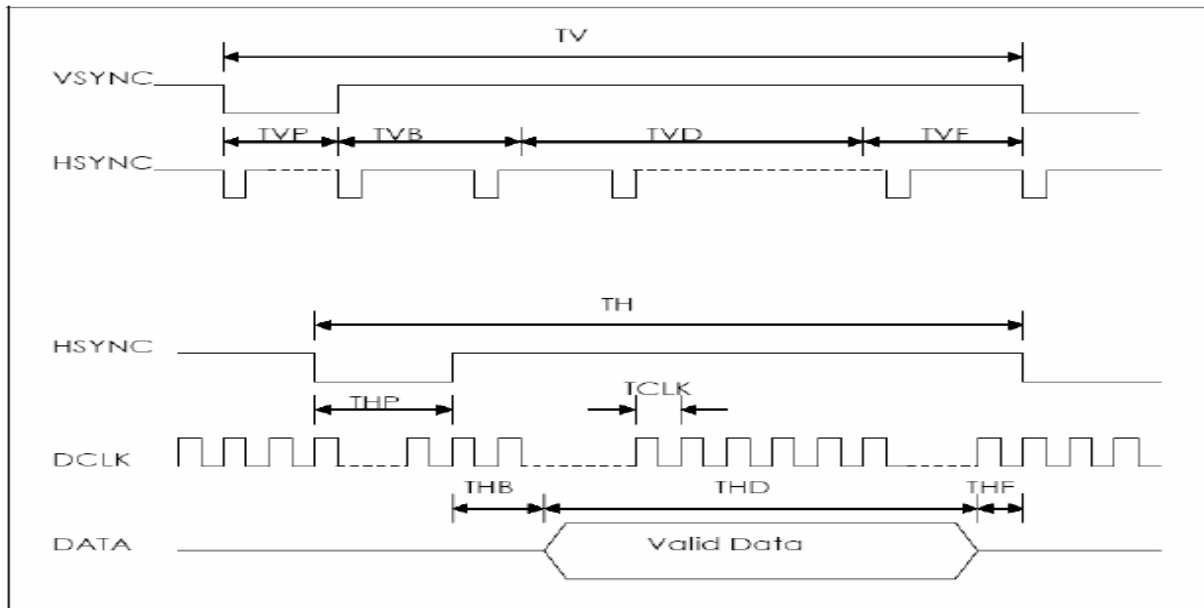 TV
VSYNC
TVP TVB TVD TVF
HSYNC
TH
HSYNC
THP TCLK
DCLK
THB THD THF
DATA Valid Data